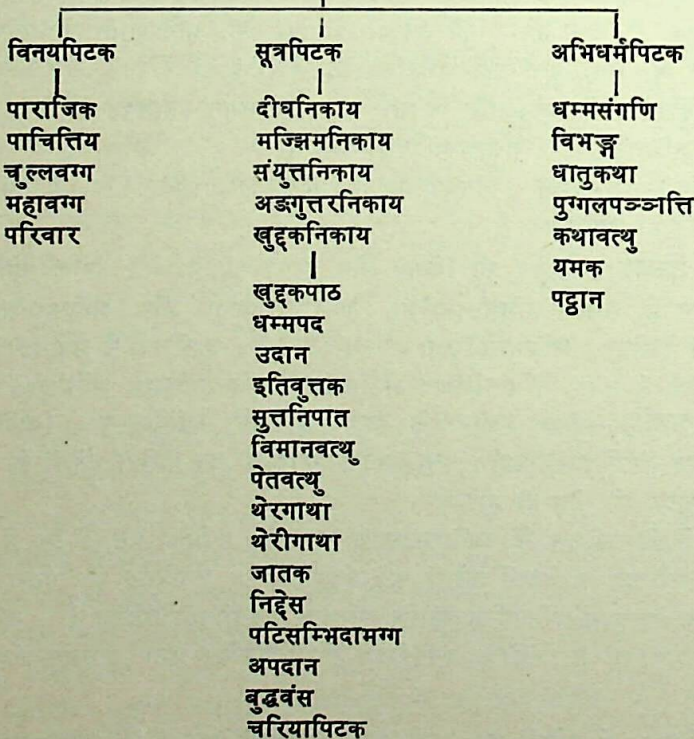 विनयपिटक सूत्रपिटक अभिधर्मपिटक
पाराजिक दीघनिकाय धम्मसंगणि
पाचित्तिय मज्झिमनिकाय विभङ्ग
चुल्लवग्ग संयुत्तनिकाय धातुकथा
महावग्ग अङगुत्तरनिकाय पुग्गलपञ्ञत्ति
परिवार खुद्दकनिकाय कथावत्थु
यमक
खुद्दकपाठ पट्ठान
धम्मपद
उदान
इतिवुत्तक
सुत्तनिपात
विमानवत्थु
पेतवत्थु
थेरगाथा
थेरीगाथा
जातक
निद्देस
पटिसम्भिदामग्ग
अपदान
बुद्धवंस
चरियापिटक